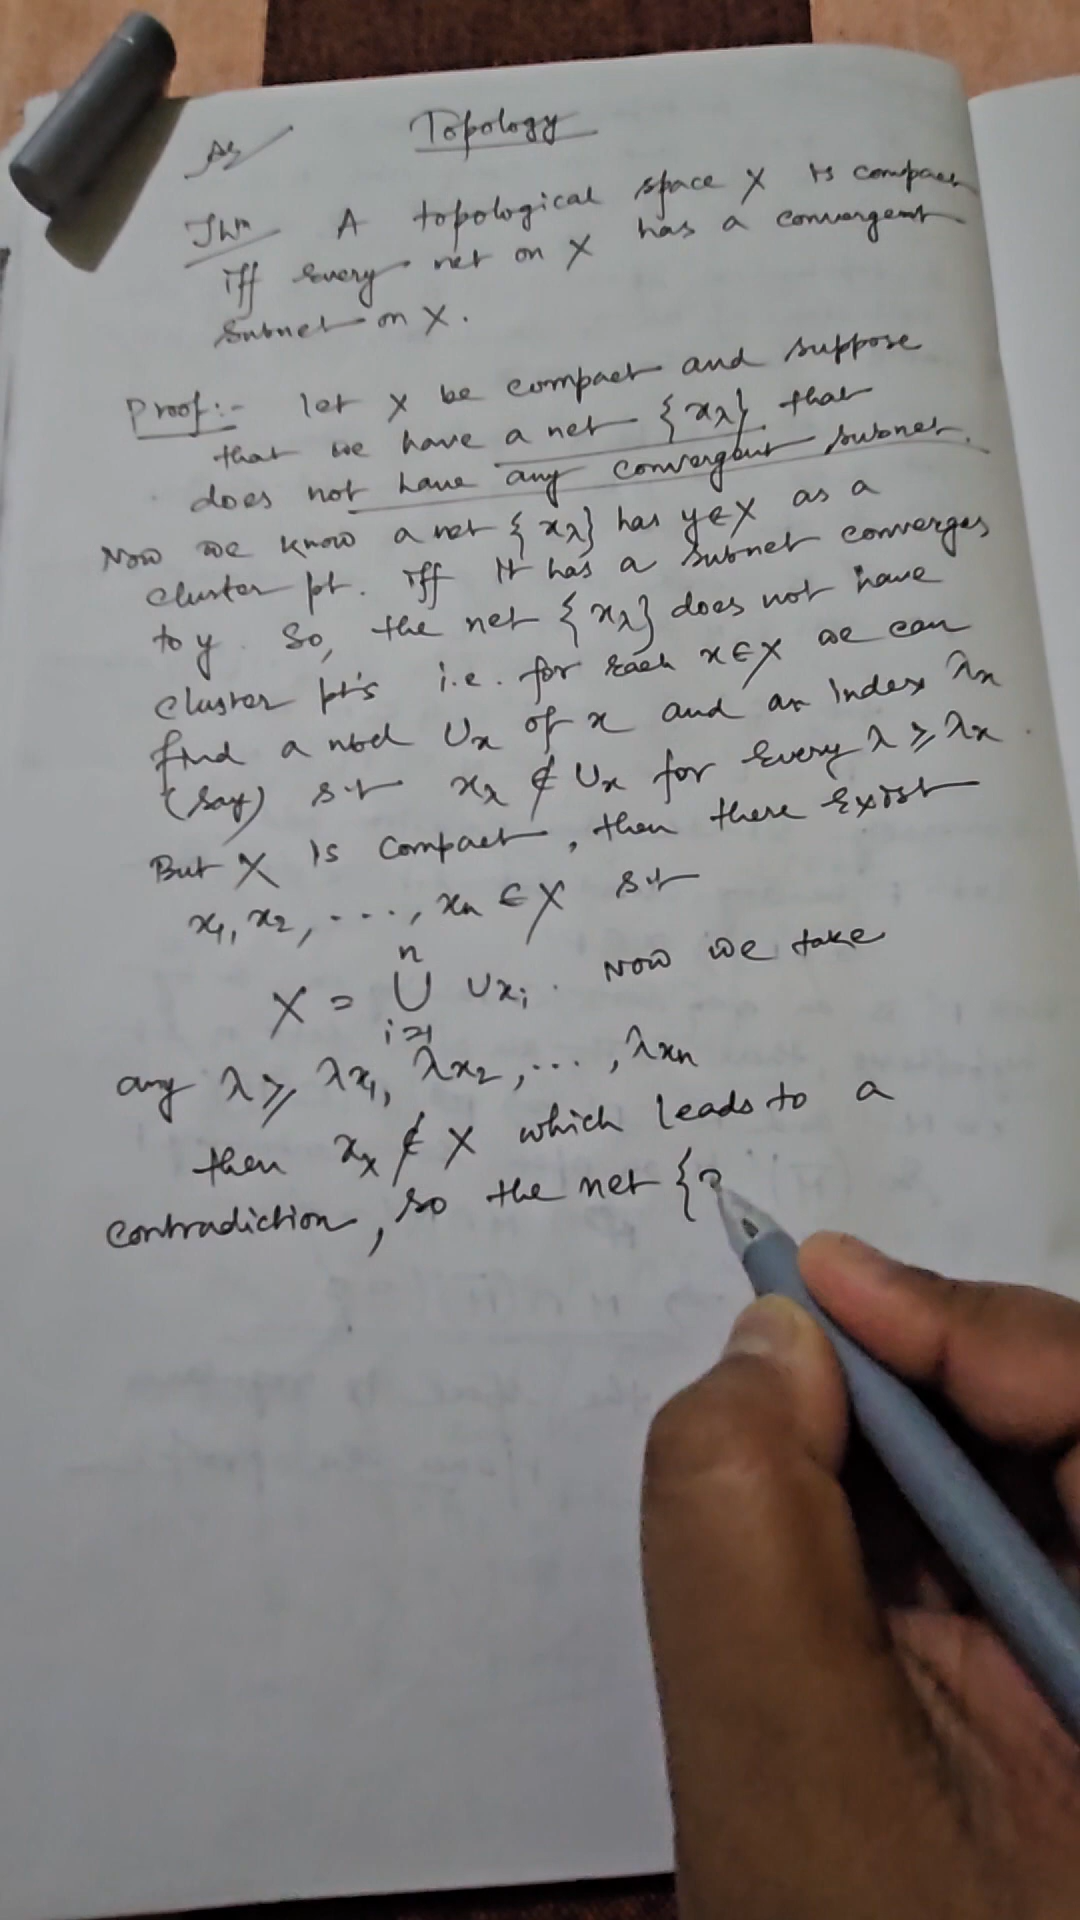 Topology
Thm A topological space X is compact
iff every net on X has a convergent
subnet on X.
Proof:- let X be compact and suppose
that we have a net {xλ} that
does not have any convergent subnet.
Now we know a net {xλ} has y∈X as a
cluster pt. iff it has a subnet converges
to y. So, the net {xλ} does not have
cluster pt's i.e. for each x∈X we can
find a nbd Ux of x and an index λx
(say) s.t xλ ∉ Ux for every λ ≥ λx.
But X is compact, then there exist
x1, x2, ..., xn ∈ X s.t
X = ⋃ⁿᵢ₌₁ Uxi. Now we take
any λ ≥ λx1, λx2, ..., λxn
then xλ ∉ X which leads to a
contradiction, so the net {